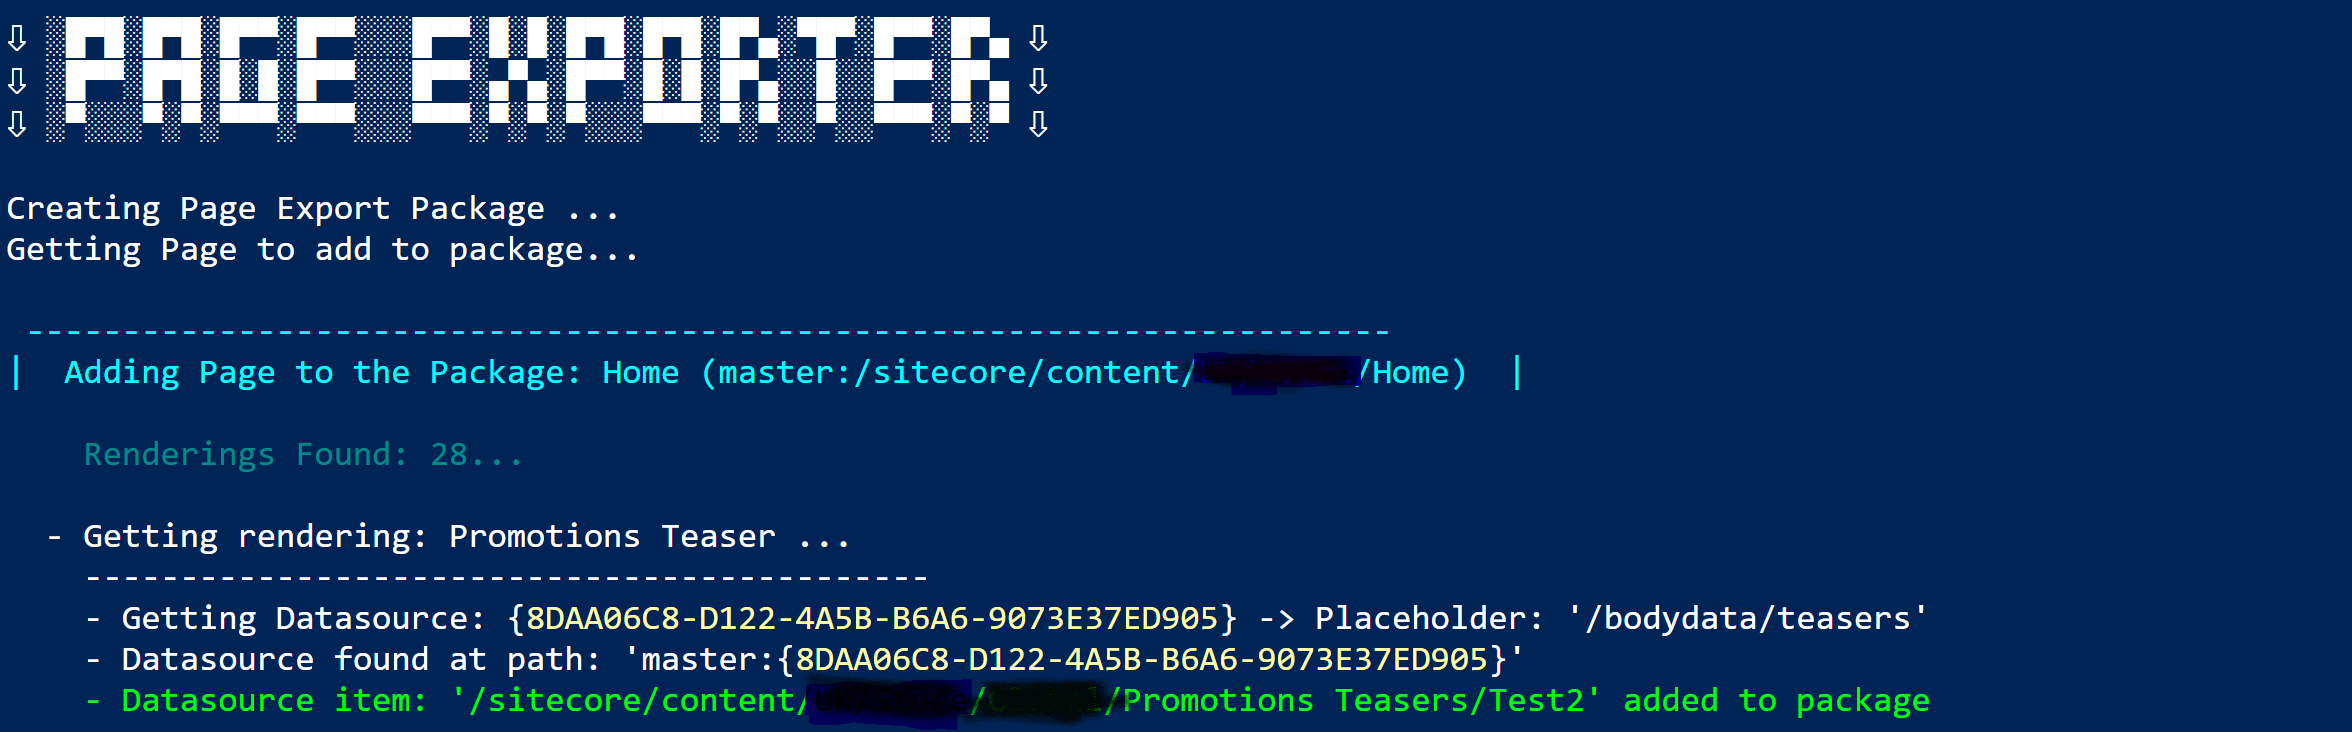 ⇩ PAGE EXPORTER ⇩
⇩ ⇩
⇩ ⇩
Creating Page Export Package ...
Getting Page to add to package...
-----------------------------------------------------------------------
| Adding Page to the Package: Home (master:/sitecore/content/ /Home) |
Renderings Found: 28...
- Getting rendering: Promotions Teaser ...
--------------------------------------------
- Getting Datasource: {8DAA06C8-D122-4A5B-B6A6-9073E37ED905} -> Placeholder: '/bodydata/teasers'
- Datasource found at path: 'master:{8DAA06C8-D122-4A5B-B6A6-9073E37ED905}'
- Datasource item: '/sitecore/content/ / /Promotions Teasers/Test2' added to package